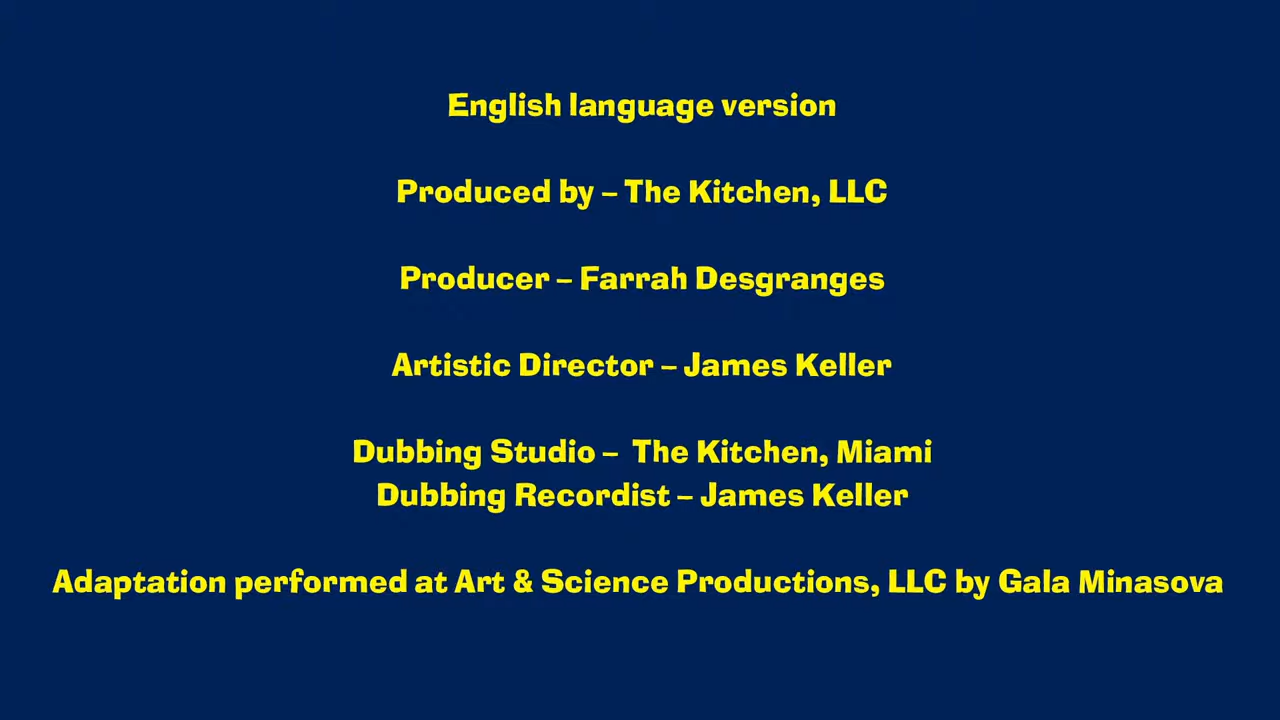 English language version
Produced by – The Kitchen, LLC
Producer – Farrah Desgranges
Artistic Director – James Keller
Dubbing Studio –  The Kitchen, Miami
Dubbing Recordist – James Keller
Adaptation performed at Art & Science Productions, LLC by Gala Minasova